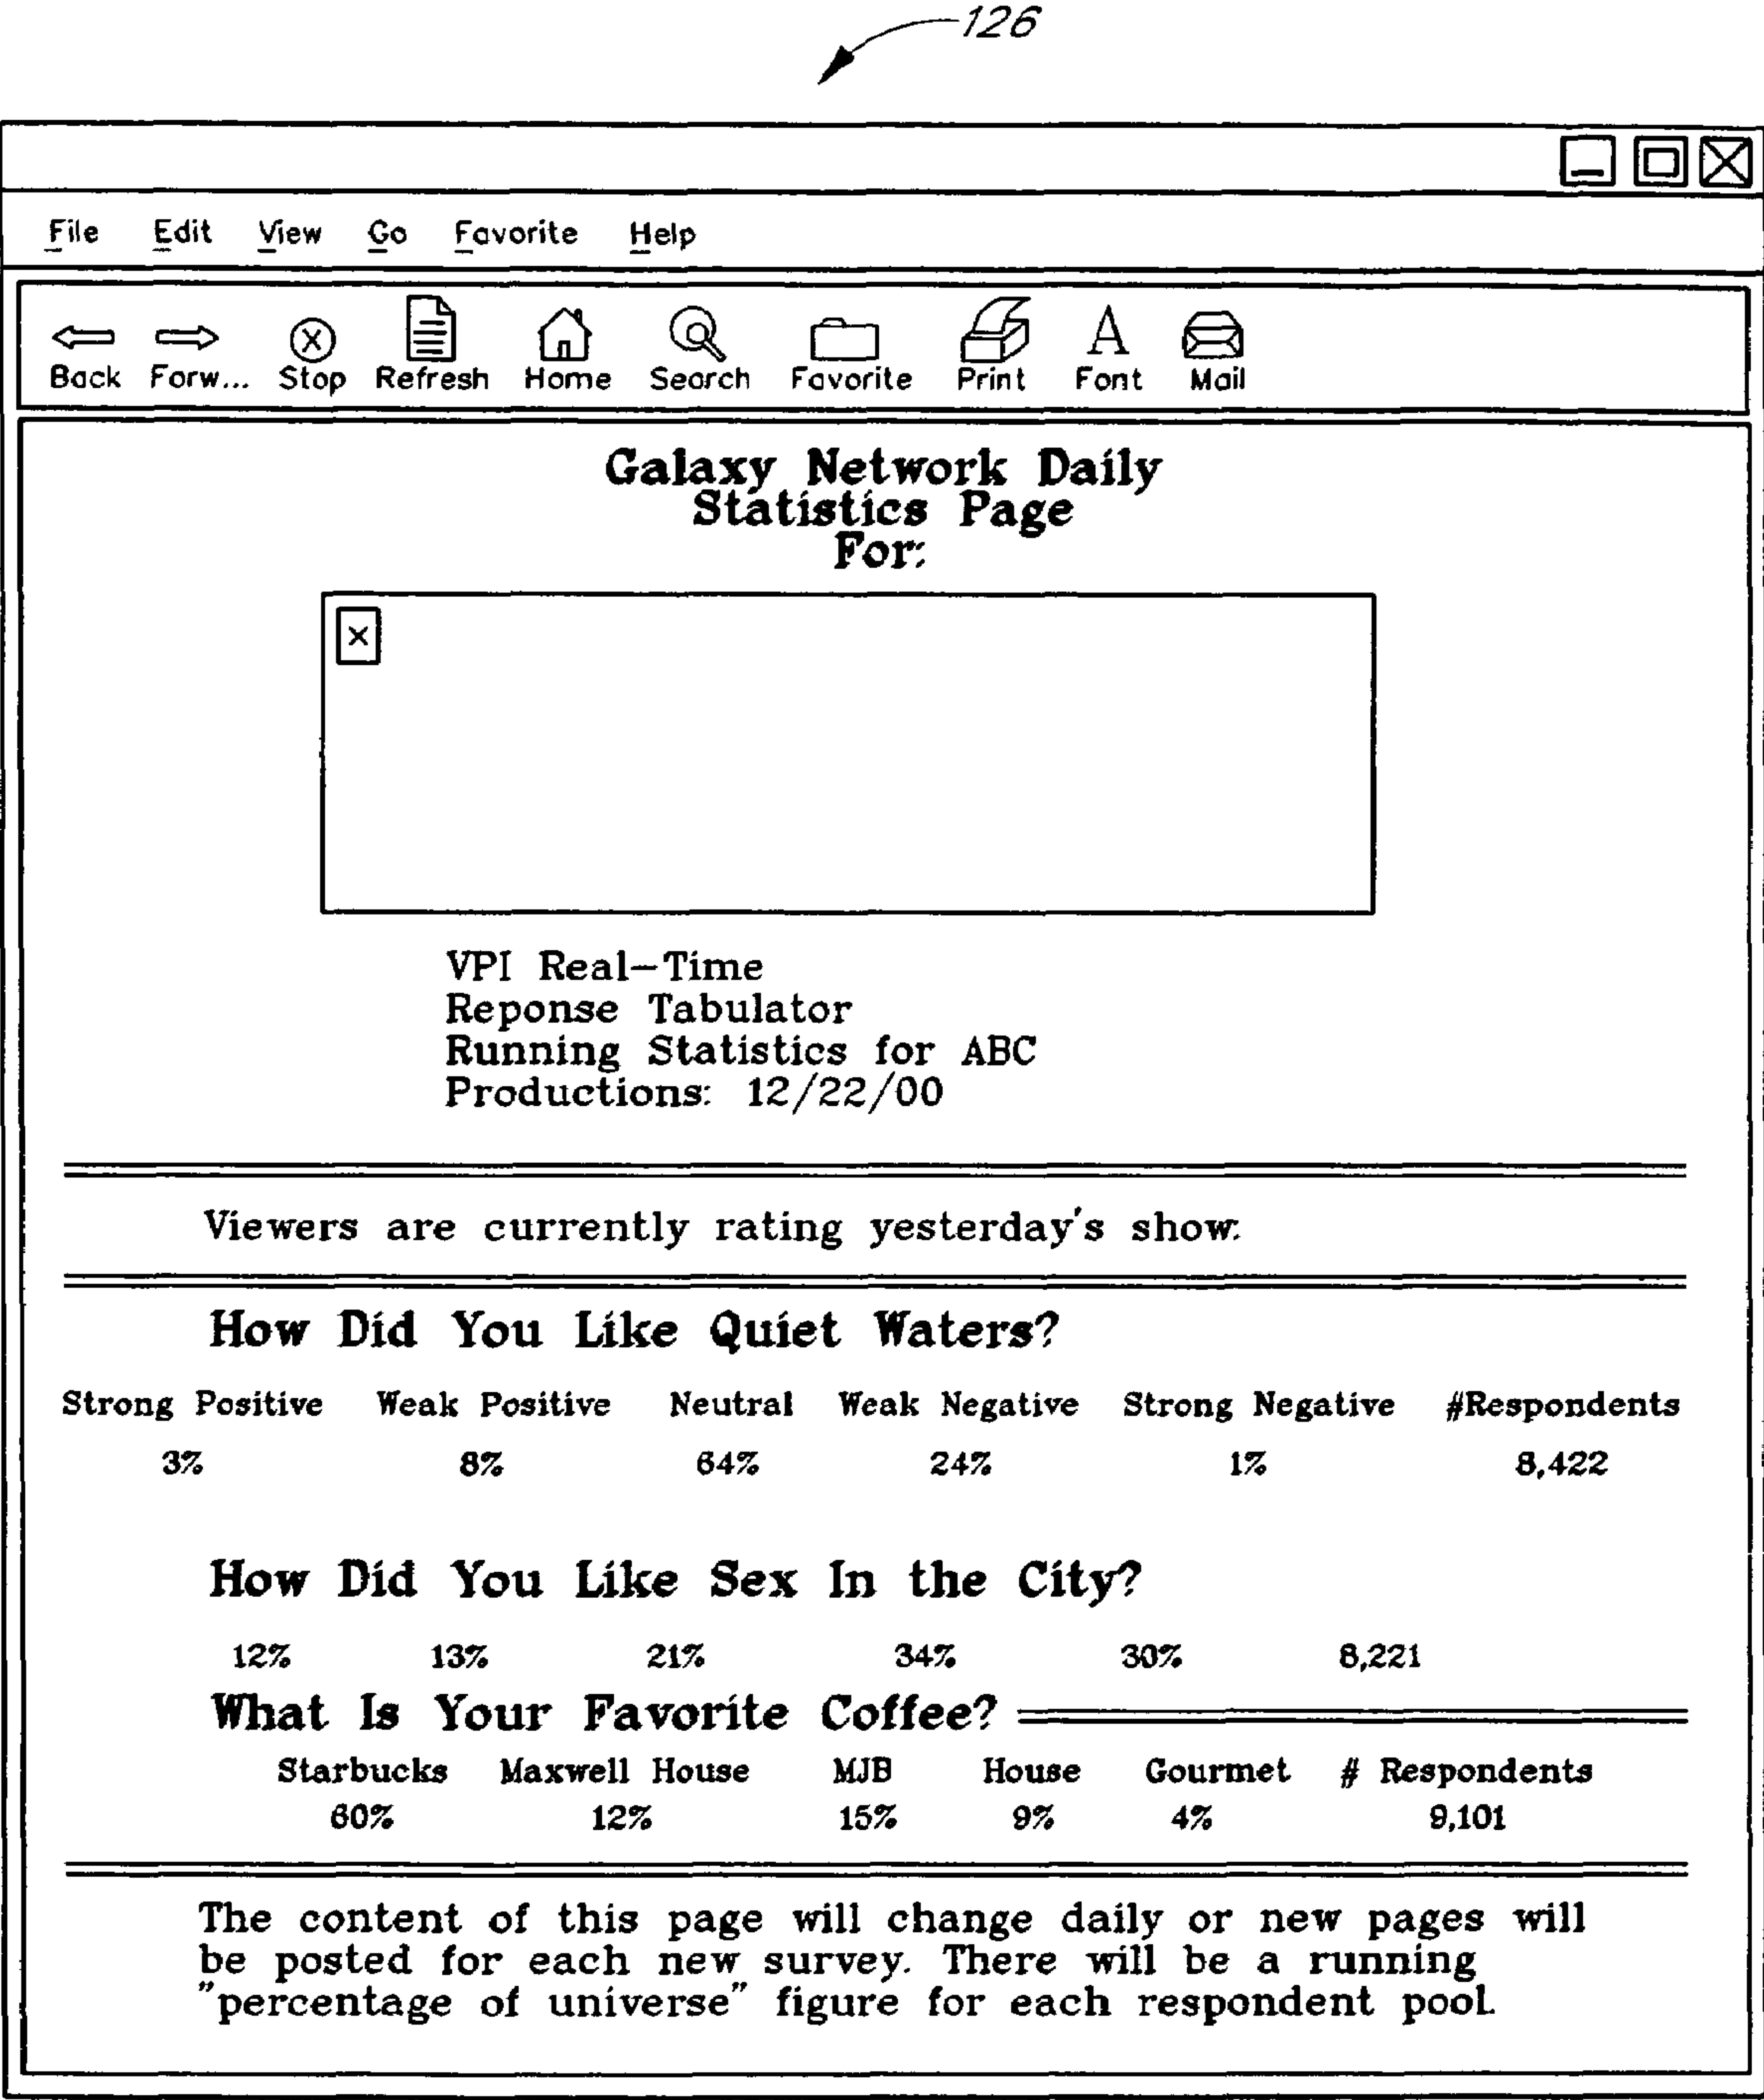 126
File Edit View Go Favorite Help
Back Forw... Stop Refresh Home Search Favorite Print Font Mail
Galaxy Network Daily
Statistics Page
For:
VPI Real-Time
Reponse Tabulator
Running Statistics for ABC
Productions: 12/22/00
Viewers are currently rating yesterday's show:
How Did You Like Quiet Waters?
Strong Positive Weak Positive Neutral Weak Negative Strong Negative #Respondents
3% 8% 64% 24% 1% 8,422
How Did You Like Sex In the City?
12% 13% 21% 34% 30% 8,221
What Is Your Favorite Coffee?
Starbucks Maxwell House MJB House Gourmet # Respondents
60% 12% 15% 9% 4% 9,101
The content of this page will change daily or new pages will
be posted for each new survey. There will be a running
"percentage of universe" figure for each respondent pool.